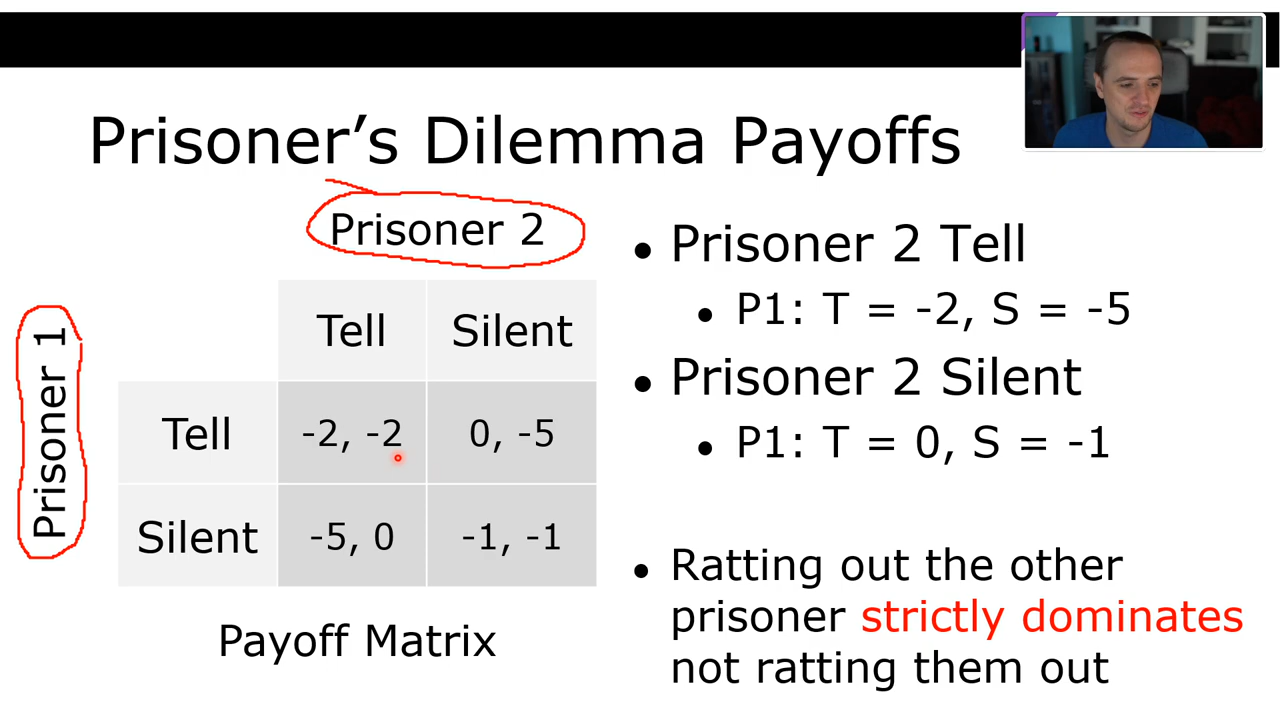 Prisoner’s Dilemma Payoffs
Prisoner 2
Prisoner 1
Tell Silent
Tell -2, -2 0, -5
Silent -5, 0 -1, -1
Payoff Matrix
• Prisoner 2 Tell
• P1: T = -2, S = -5
• Prisoner 2 Silent
• P1: T = 0, S = -1
• Ratting out the other
prisoner strictly dominates
not ratting them out